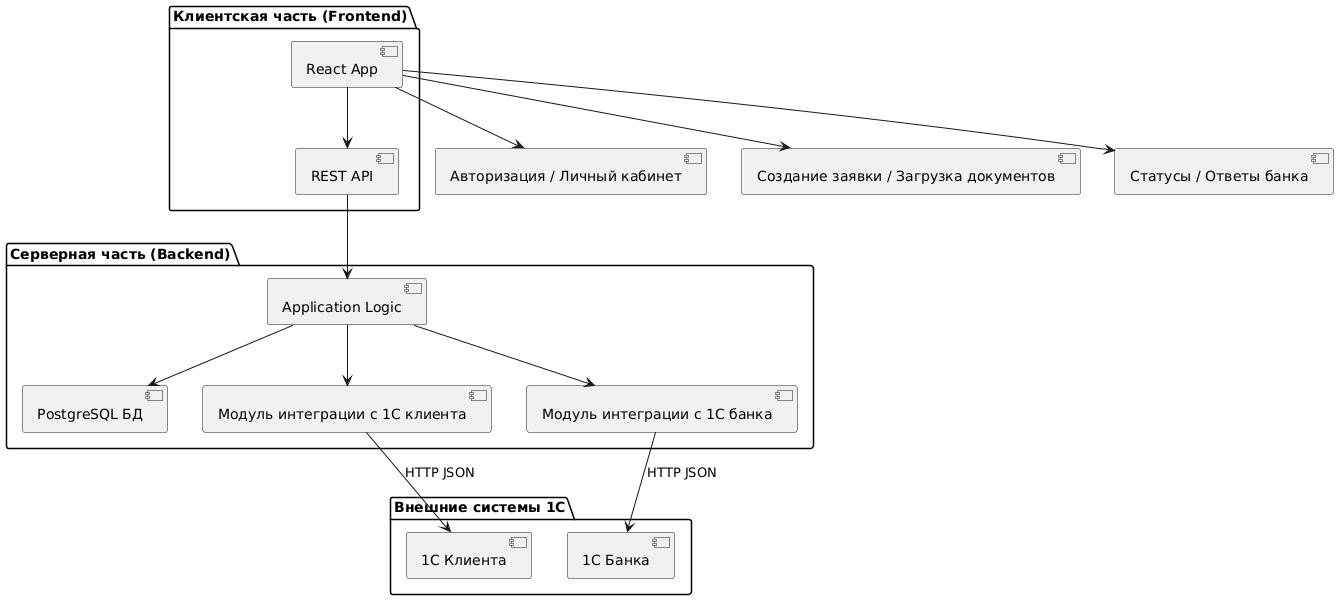 Клиентская часть (Frontend)
React App
REST API
Авторизация / Личный кабинет
Создание заявки / Загрузка документов
Статусы / Ответы банка
Серверная часть (Backend)
Application Logic
PostgreSQL БД
Модуль интеграции с 1С клиента
Модуль интеграции с 1С банка
HTTP JSON
HTTP JSON
Внешние системы 1С
1С Клиента
1С Банка